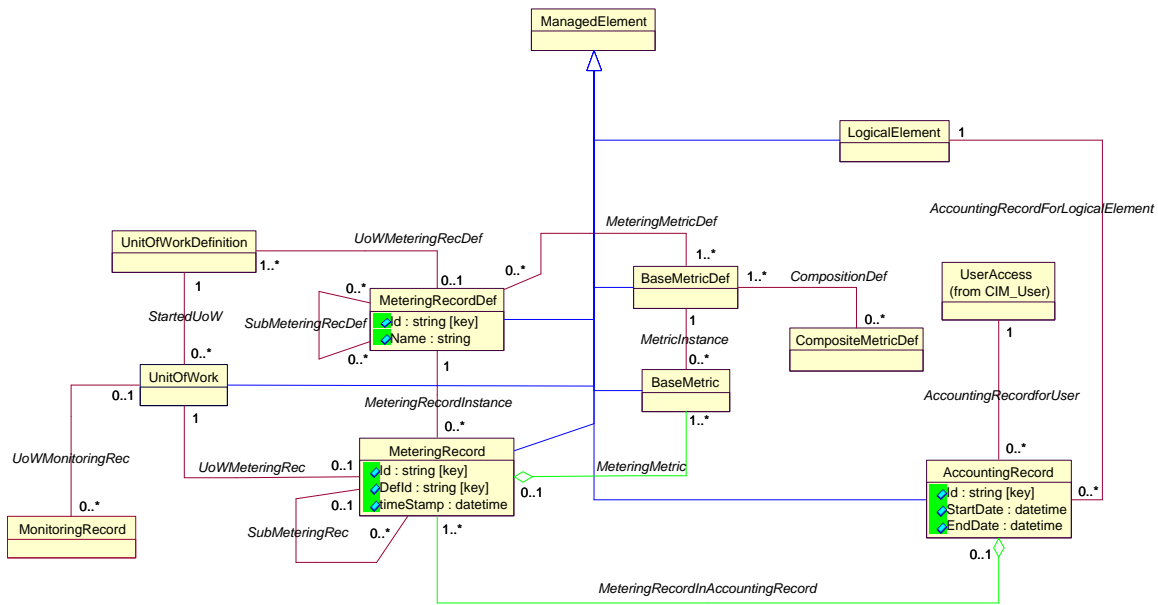 ManagedElement
LogicalElement
1
AccountingRecordForLogicalElement
MeteringMetricDef
UnitOfWorkDefinition
UoWMeteringRecDef
1..*
0..*
1..*
BaseMetricDef
1..*
CompositionDef
UserAccess
(from CIM_User)
1
0..1
0..*
MeteringRecordDef
Id : string [key]
Name : string
SubMeteringRecDef
0..*
StartedUoW
1
MetricInstance
0..*
1
CompositeMetricDef
0..*
0..*
UnitOfWork
0..1
1
1
BaseMetric
1..*
MeteringRecordInstance
AccountingRecordforUser
0..*
0..*
MeteringRecord
Id : string [key]
DefId : string [key]
timeStamp : datetime
UoWMonitoringRec
UoWMeteringRec
0..1
MeteringMetric
0..1
AccountingRecord
Id : string [key]
StartDate : datetime
EndDate : datetime
0..*
0..*
MonitoringRecord
0..1
SubMeteringRec
0..*
1..*
0..1
MeteringRecordInAccountingRecord